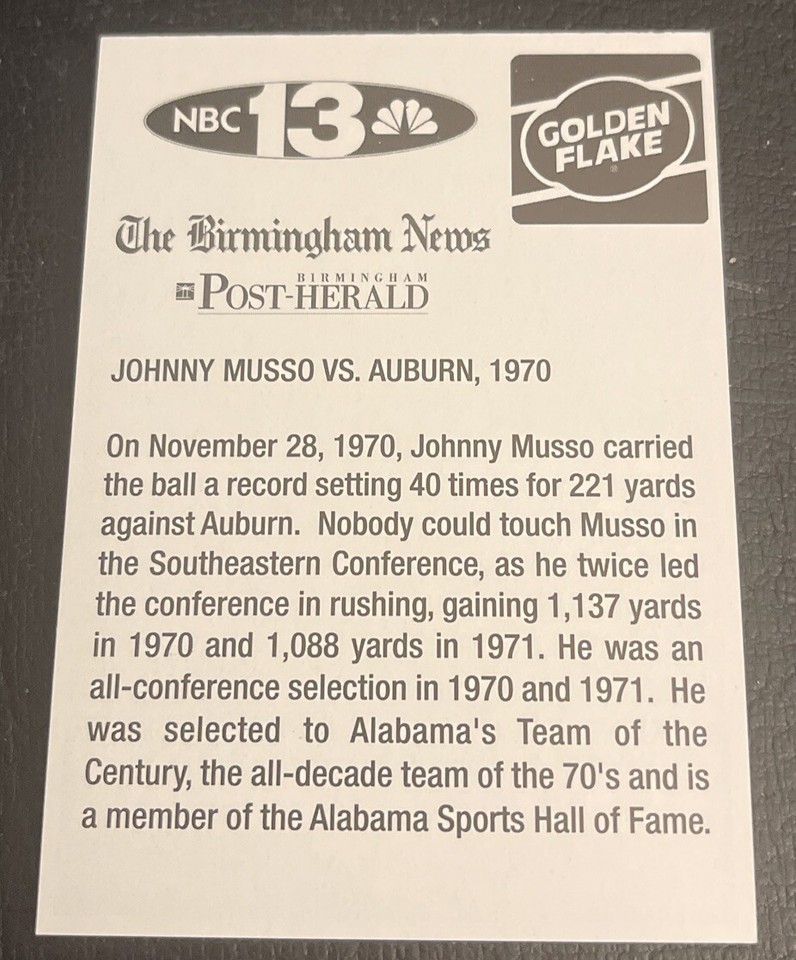 NBC 13
GOLDEN
FLAKE
®
The Birmingham News
BIRMINGHAM
POST-HERALD
JOHNNY MUSSO VS. AUBURN, 1970
On November 28, 1970, Johnny Musso carried
the ball a record setting 40 times for 221 yards
against Auburn. Nobody could touch Musso in
the Southeastern Conference, as he twice led
the conference in rushing, gaining 1,137 yards
in 1970 and 1,088 yards in 1971. He was an
all-conference selection in 1970 and 1971. He
was selected to Alabama's Team of the
Century, the all-decade team of the 70's and is
a member of the Alabama Sports Hall of Fame.